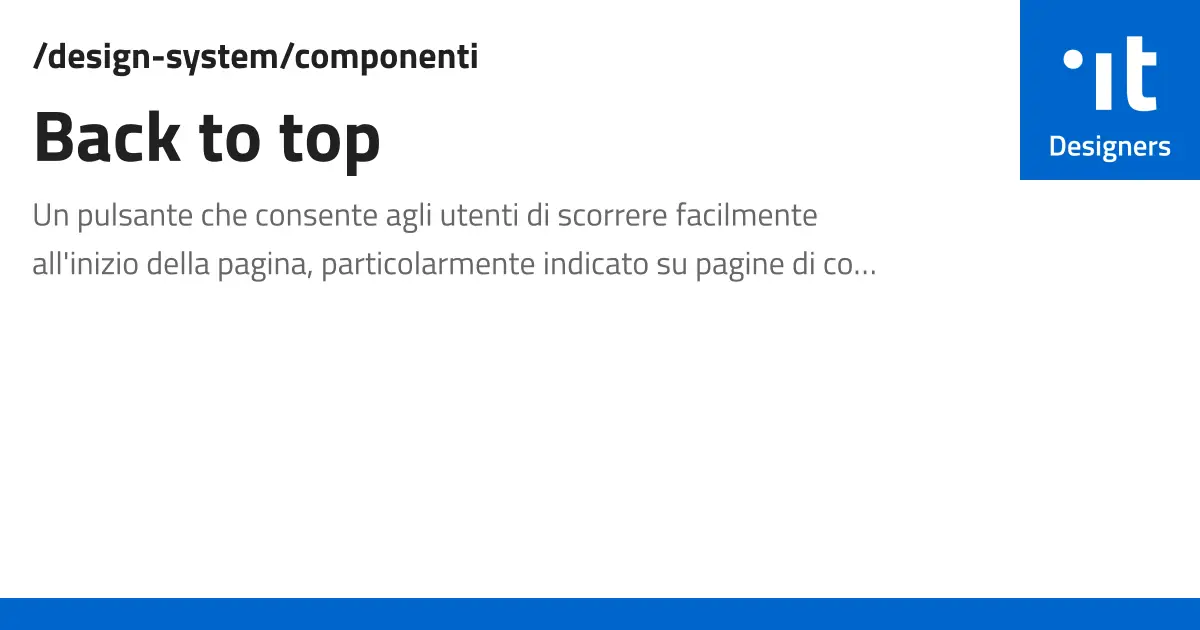 /design-system/componenti
Back to top
Un pulsante che consente agli utenti di scorrere facilmente
all'inizio della pagina, particolarmente indicato su pagine di co…
it
Designers